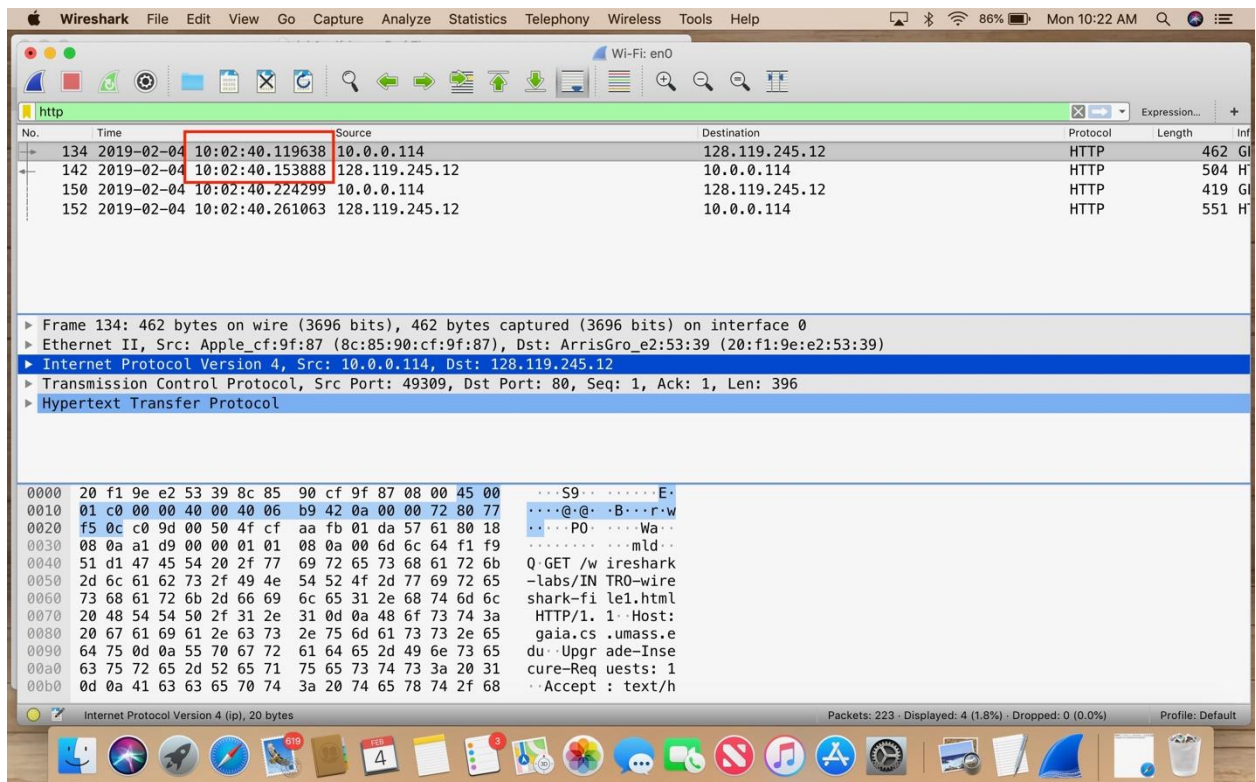 Wireshark File Edit View Go Capture Analyze Statistics Telephony Wireless Tools Help 86% Mon 10:22 AM
Wi-Fi: en0
http Expression... +
No. Time Source Destination Protocol Length Inf
134 2019-02-04 10:02:40.119638 10.0.0.114 128.119.245.12 HTTP 462 G
142 2019-02-04 10:02:40.153888 128.119.245.12 10.0.0.114 HTTP 504 H
150 2019-02-04 10:02:40.224299 10.0.0.114 128.119.245.12 HTTP 419 G
152 2019-02-04 10:02:40.261063 128.119.245.12 10.0.0.114 HTTP 551 H
Frame 134: 462 bytes on wire (3696 bits), 462 bytes captured (3696 bits) on interface 0
Ethernet II, Src: Apple_cf:9f:87 (8c:85:90:cf:9f:87), Dst: ArrisGro_e2:53:39 (20:f1:9e:e2:53:39)
Internet Protocol Version 4, Src: 10.0.0.114, Dst: 128.119.245.12
Transmission Control Protocol, Src Port: 49309, Dst Port: 80, Seq: 1, Ack: 1, Len: 396
Hypertext Transfer Protocol
0000 20 f1 9e e2 53 39 8c 85 90 cf 9f 87 08 00 45 00 ···S9·· ······E·
0010 01 c0 00 00 40 00 40 06 b9 42 0a 00 00 72 80 77 ····@·@· ·B···r·w
0020 f5 0c c0 9d 00 50 4f cf aa fb 01 da 57 61 80 18 ·····PO· ····Wa··
0030 08 0a a1 d9 00 00 01 01 08 0a 00 6d 6c 64 f1 f9 ········ ···mld··
0040 51 d1 47 45 54 20 2f 77 69 72 65 73 68 61 72 6b Q·GET /w ireshark
0050 2d 6c 61 62 73 2f 49 4e 54 52 4f 2d 77 69 72 65 -labs/IN TRO-wire
0060 73 68 61 72 6b 2d 66 69 6c 65 31 2e 68 74 6d 6c shark-fi le1.html
0070 20 48 54 54 50 2f 31 2e 31 0d 0a 48 6f 73 74 3a HTTP/1. 1··Host:
0080 20 67 61 69 61 2e 63 73 2e 75 6d 61 73 73 2e 65 gaia.cs .umass.e
0090 64 75 0d 0a 55 70 67 72 61 64 65 2d 49 6e 73 65 du··Upgr ade-Inse
00a0 63 75 72 65 2d 52 65 71 75 65 73 74 73 3a 20 31 cure-Req uests: 1
00b0 0d 0a 41 63 63 65 70 74 3a 20 74 65 78 74 2f 68 ··Accept : text/h
Internet Protocol Version 4 (ip), 20 bytes Packets: 223 · Displayed: 4 (1.8%) · Dropped: 0 (0.0%) Profile: Default
619
FEB
4
3